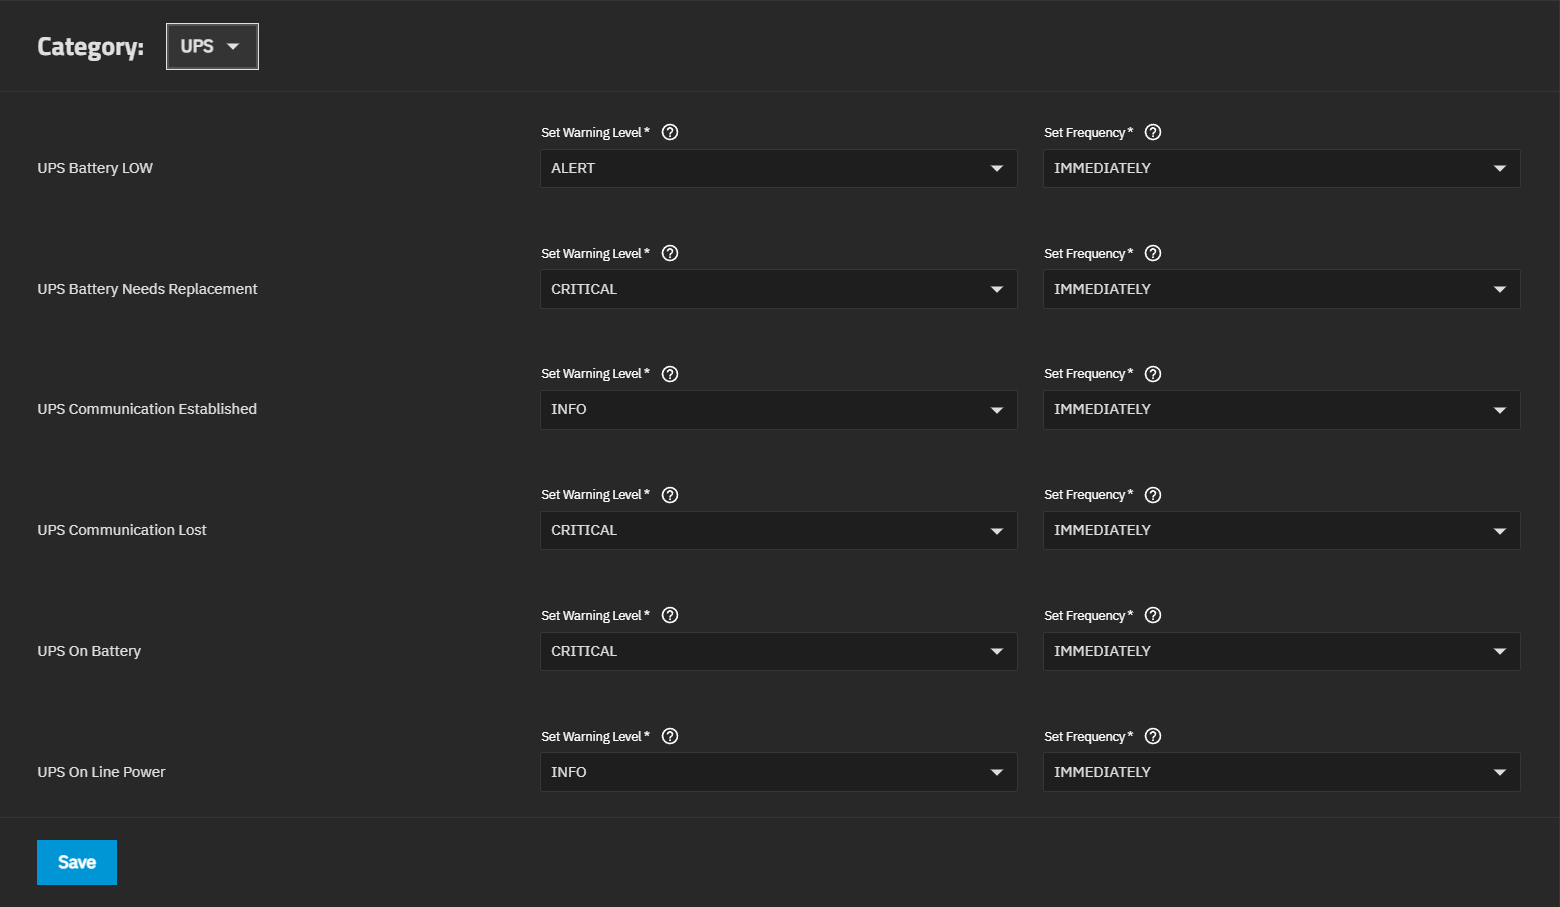 Category: UPS
Set Warning Level * Set Frequency *
UPS Battery LOW ALERT IMMEDIATELY
Set Warning Level * Set Frequency *
UPS Battery Needs Replacement CRITICAL IMMEDIATELY
Set Warning Level * Set Frequency *
UPS Communication Established INFO IMMEDIATELY
Set Warning Level * Set Frequency *
UPS Communication Lost CRITICAL IMMEDIATELY
Set Warning Level * Set Frequency *
UPS On Battery CRITICAL IMMEDIATELY
Set Warning Level * Set Frequency *
UPS On Line Power INFO IMMEDIATELY
Save